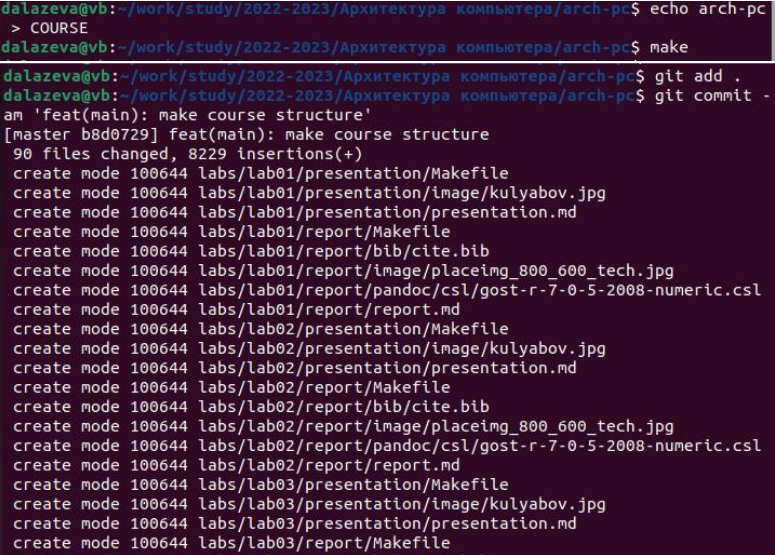 dalazeva@vb:~/work/study/2022-2023/Архитектура компьютера/arch-pc$ echo arch-pc
 > COURSE
dalazeva@vb:~/work/study/2022-2023/Архитектура компьютера/arch-pc$ make
dalazeva@vb:~/work/study/2022-2023/Архитектура компьютера/arch-pc$ git add .
dalazeva@vb:~/work/study/2022-2023/Архитектура компьютера/arch-pc$ git commit -
am 'feat(main): make course structure'
[master b8d0729] feat(main): make course structure
 90 files changed, 8229 insertions(+)
 create mode 100644 labs/lab01/presentation/Makefile
 create mode 100644 labs/lab01/presentation/image/kulyabov.jpg
 create mode 100644 labs/lab01/presentation/presentation.md
 create mode 100644 labs/lab01/report/Makefile
 create mode 100644 labs/lab01/report/bib/cite.bib
 create mode 100644 labs/lab01/report/image/placeimg_800_600_tech.jpg
 create mode 100644 labs/lab01/report/pandoc/csl/gost-r-7-0-5-2008-numeric.csl
 create mode 100644 labs/lab01/report/report.md
 create mode 100644 labs/lab02/presentation/Makefile
 create mode 100644 labs/lab02/presentation/image/kulyabov.jpg
 create mode 100644 labs/lab02/presentation/presentation.md
 create mode 100644 labs/lab02/report/Makefile
 create mode 100644 labs/lab02/report/bib/cite.bib
 create mode 100644 labs/lab02/report/image/placeimg_800_600_tech.jpg
 create mode 100644 labs/lab02/report/pandoc/csl/gost-r-7-0-5-2008-numeric.csl
 create mode 100644 labs/lab02/report/report.md
 create mode 100644 labs/lab03/presentation/Makefile
 create mode 100644 labs/lab03/presentation/image/kulyabov.jpg
 create mode 100644 labs/lab03/presentation/presentation.md
 create mode 100644 labs/lab03/report/Makefile